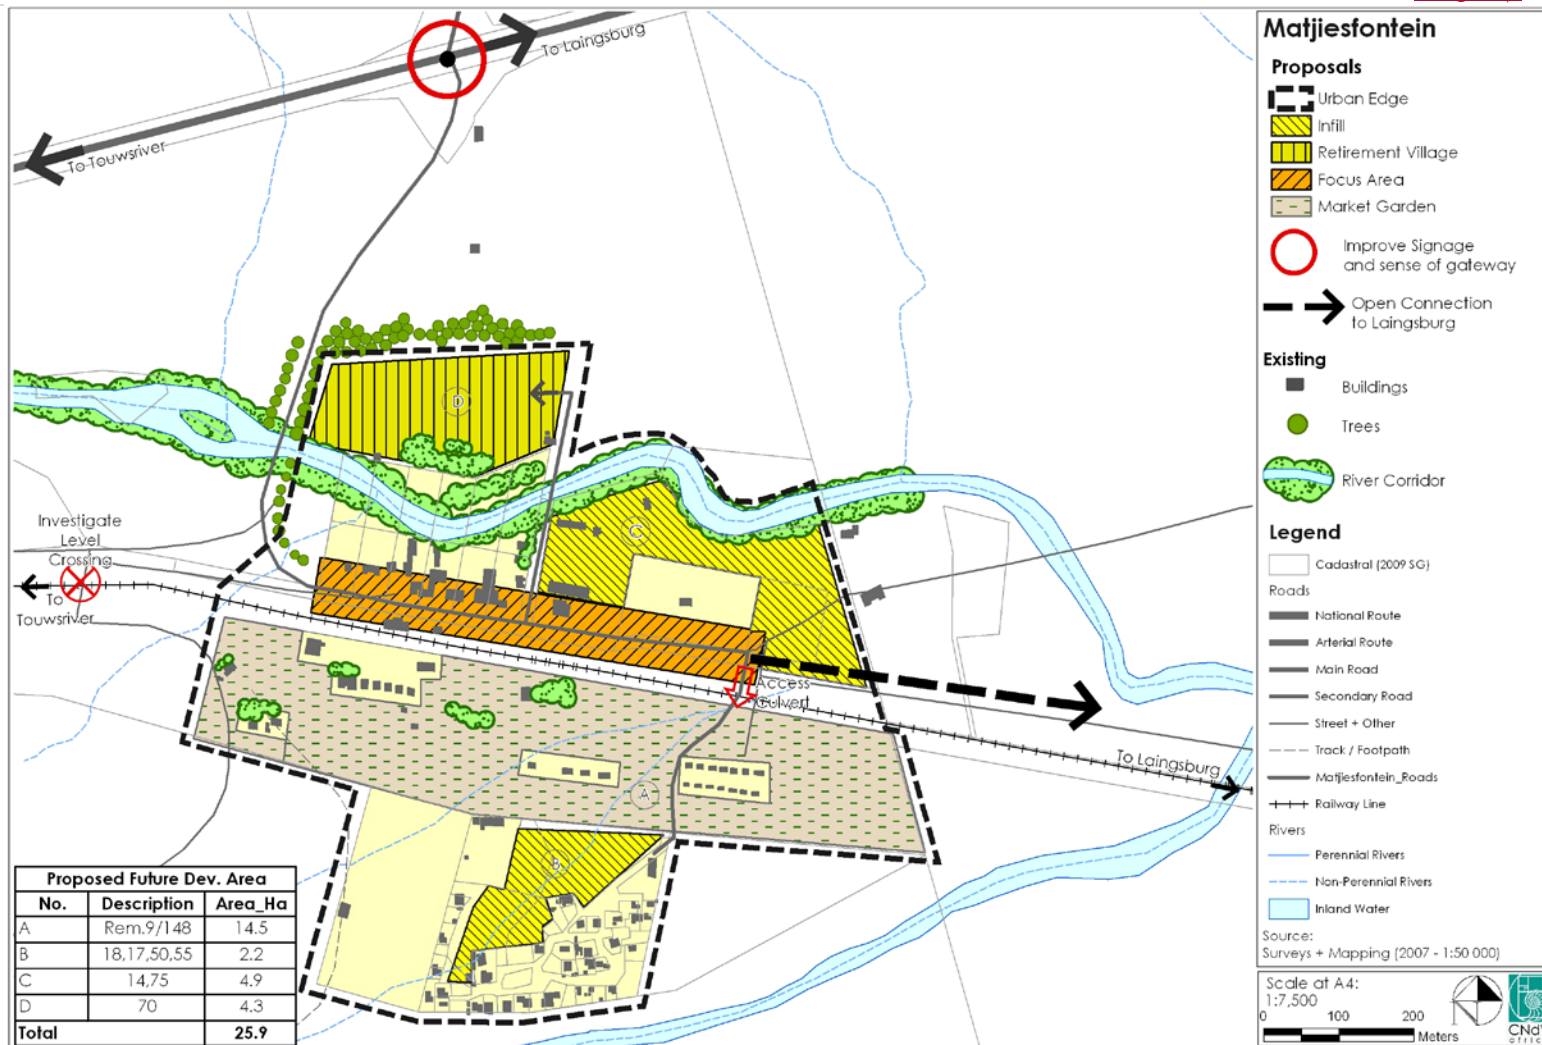 To Laingsburg
To Touwsriver
D
C
Investigate
Level
Crossing
To
Touwsriver
Access
Culvert
To Laingsburg
A
B
Proposed Future Dev. Area
No. Description Area_Ha
A Rem.9/148 14.5
B 18,17,50,55 2.2
C 14,75 4.9
D 70 4.3
Total 25.9
Matjiesfontein
Proposals
Urban Edge
Infill
Retirement Village
Focus Area
Market Garden
Improve Signage
and sense of gateway
Open Connection
to Laingsburg
Existing
Buildings
Trees
River Corridor
Legend
Cadastral (2009 SG)
Roads
National Route
Arterial Route
Main Road
Secondary Road
Street + Other
Track / Footpath
Matjiesfontein_Roads
Railway Line
Rivers
Perennial Rivers
Non-Perennial Rivers
Inland Water
Source:
Surveys + Mapping (2007 - 1:50 000)
Scale at A4:
1:7,500
0 100 200
Meters